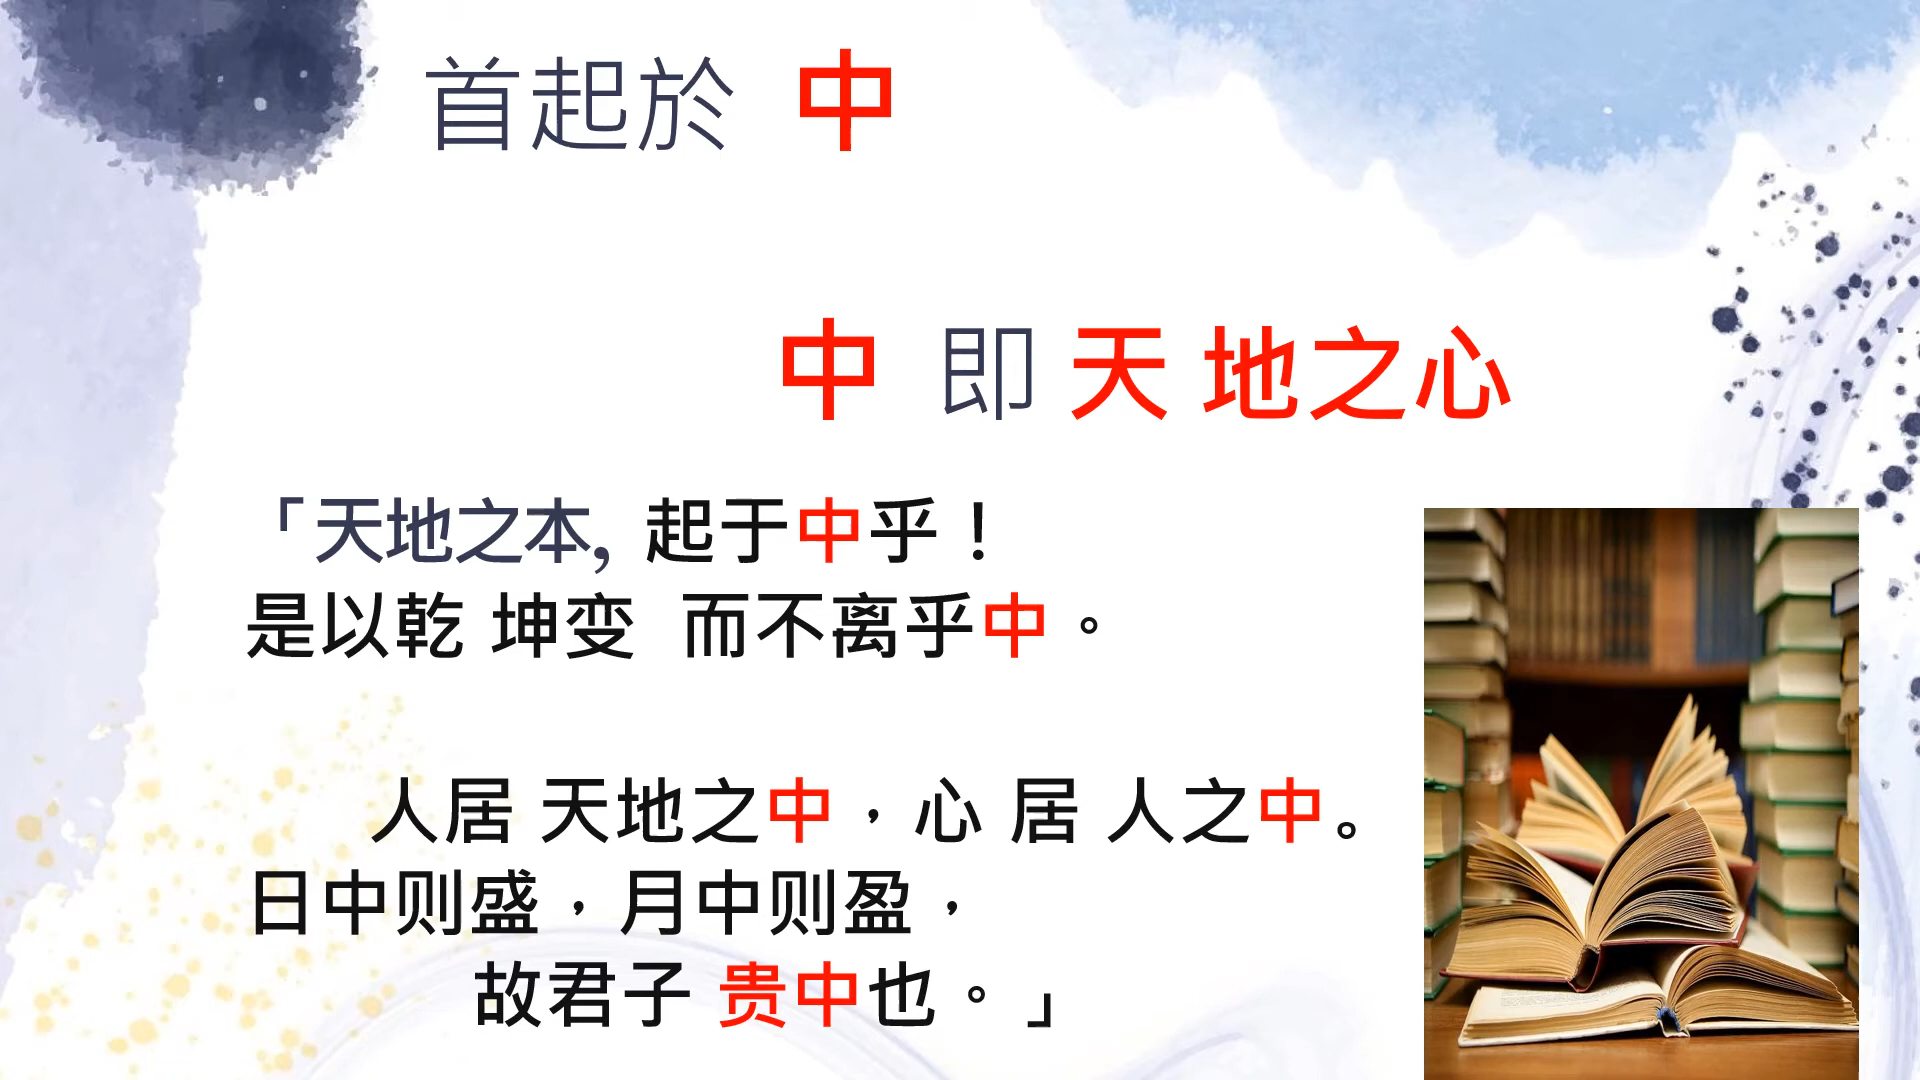 首起於 中
中 即 天 地之心
「天地之本, 起于中乎！
是以乾 坤变 而不离乎中。
人居 天地之中，心 居 人之中。
日中则盛，月中则盈，
故君子 贵中也。」